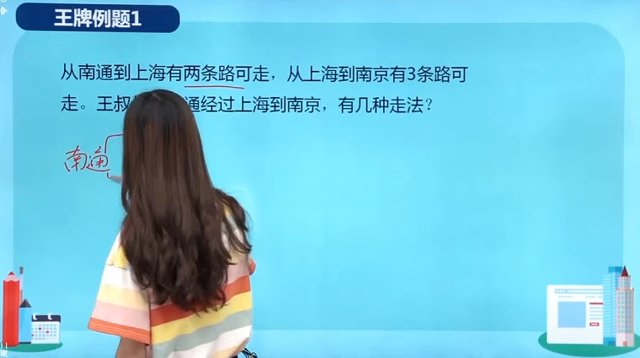 王牌例题1
从南通到上海有两条路可走，从上海到南京有3条路可
走。王叔 通经过上海到南京，有几种走法？
南通